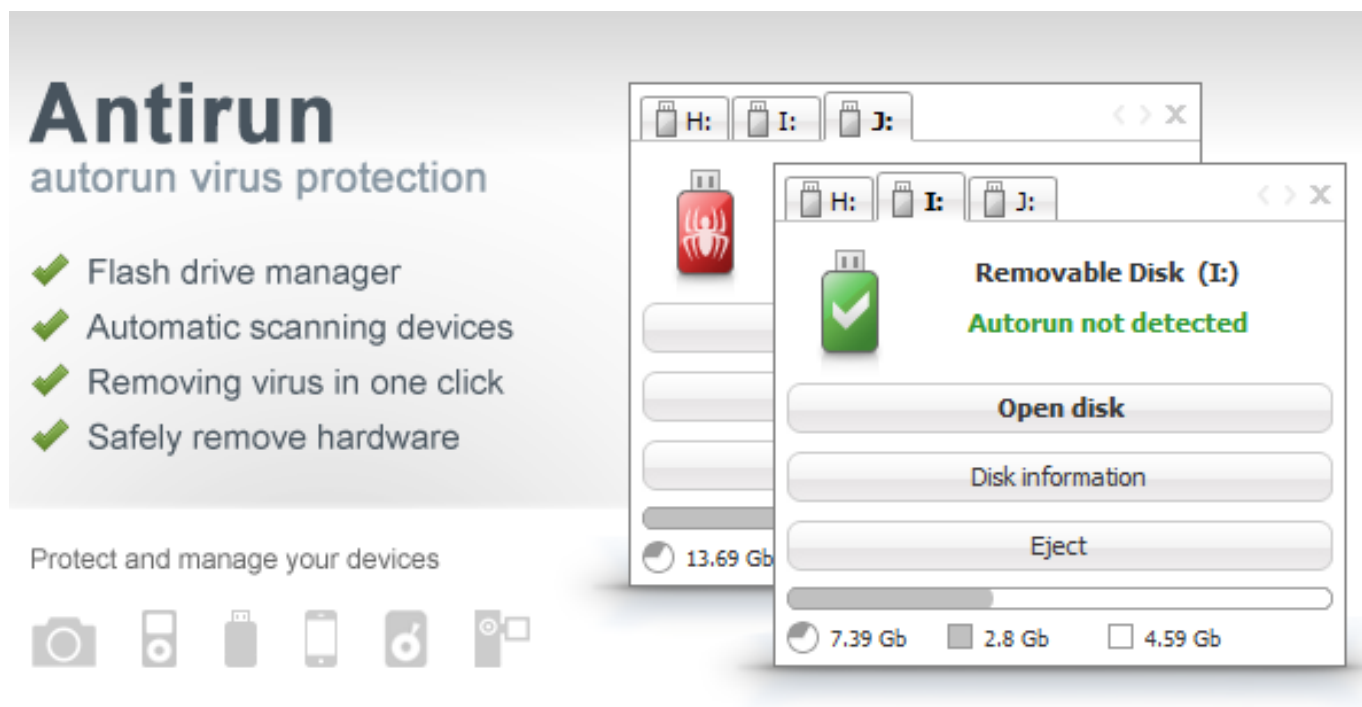 Antirun
autorun virus protection
Flash drive manager
Automatic scanning devices
Removing virus in one click
Safely remove hardware
Protect and manage your devices
H: I: J:
13.69 Gb
H: I: J:
Removable Disk (I:)
Autorun not detected
Open disk
Disk information
Eject
7.39 Gb 2.8 Gb 4.59 Gb